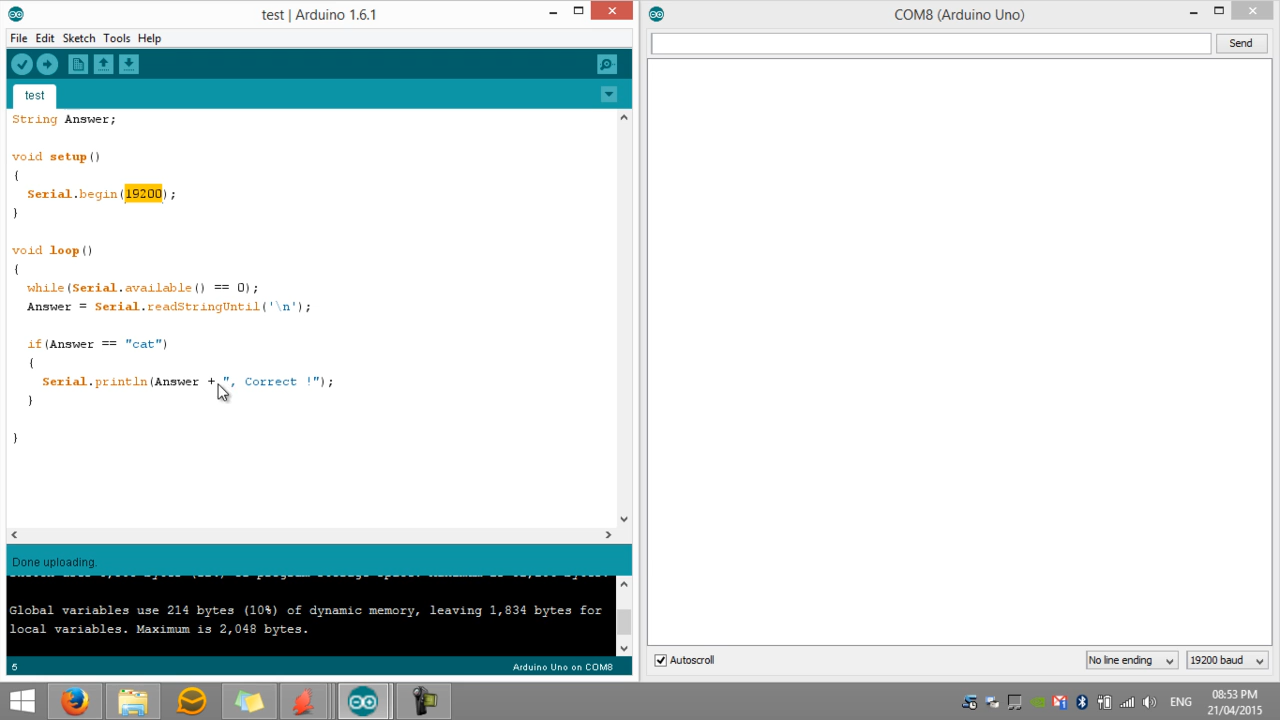 test | Arduino 1.6.1
File Edit Sketch Tools Help
test
String Answer;
void setup()
{
Serial.begin(19200);
}
void loop()
{
while(Serial.available() == 0);
Answer = Serial.readStringUntil('\n');
if(Answer == "cat")
{
Serial.println(Answer + ", Correct !");
}
}
Done uploading.
Global variables use 214 bytes (10%) of dynamic memory, leaving 1,834 bytes for
local variables. Maximum is 2,048 bytes.
5
Arduino Uno on COM8
COM8 (Arduino Uno)
Send
Autoscroll
No line ending
19200 baud
ENG
08:53 PM
21/04/2015